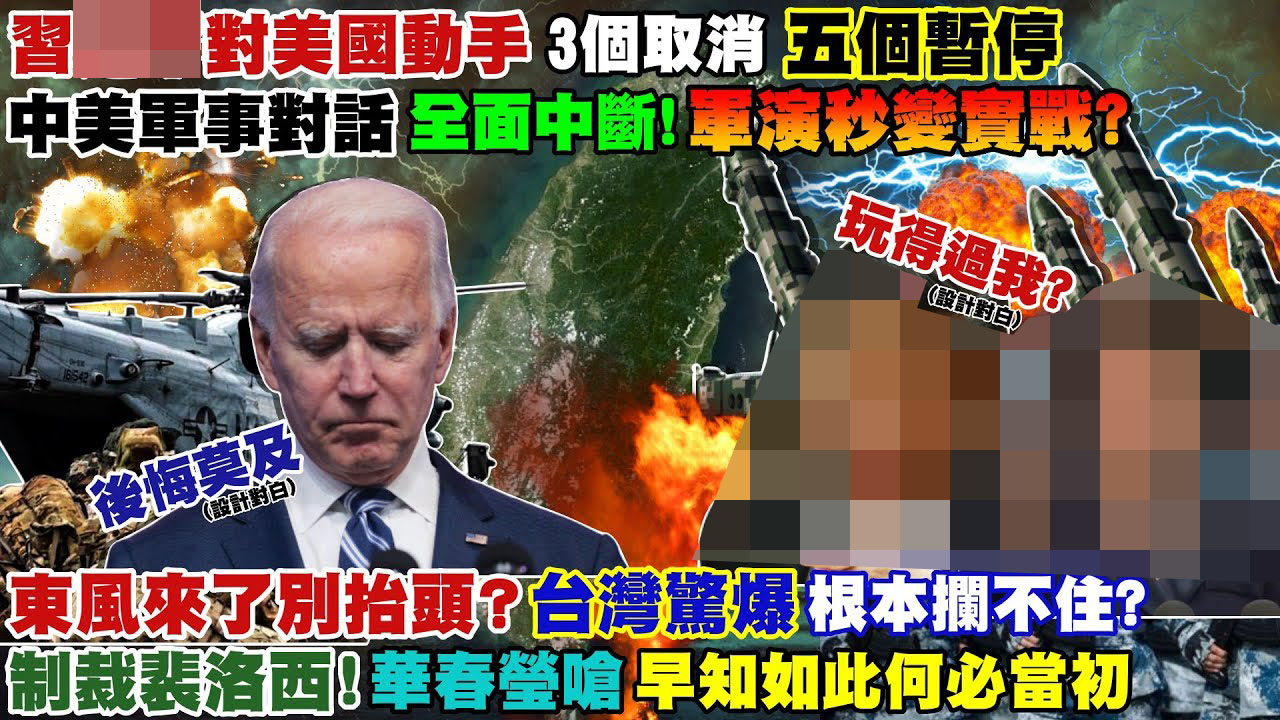 習 對美國動手 3個取消 五個暫停
中美軍事對話 全面中斷! 軍演秒變實戰?
玩得過我?
(設計對白)
後悔莫及
(設計對白)
東風來了別抬頭? 台灣驚爆 根本攔不住?
制裁裴洛西! 華春瑩嗆 早知如此何必當初